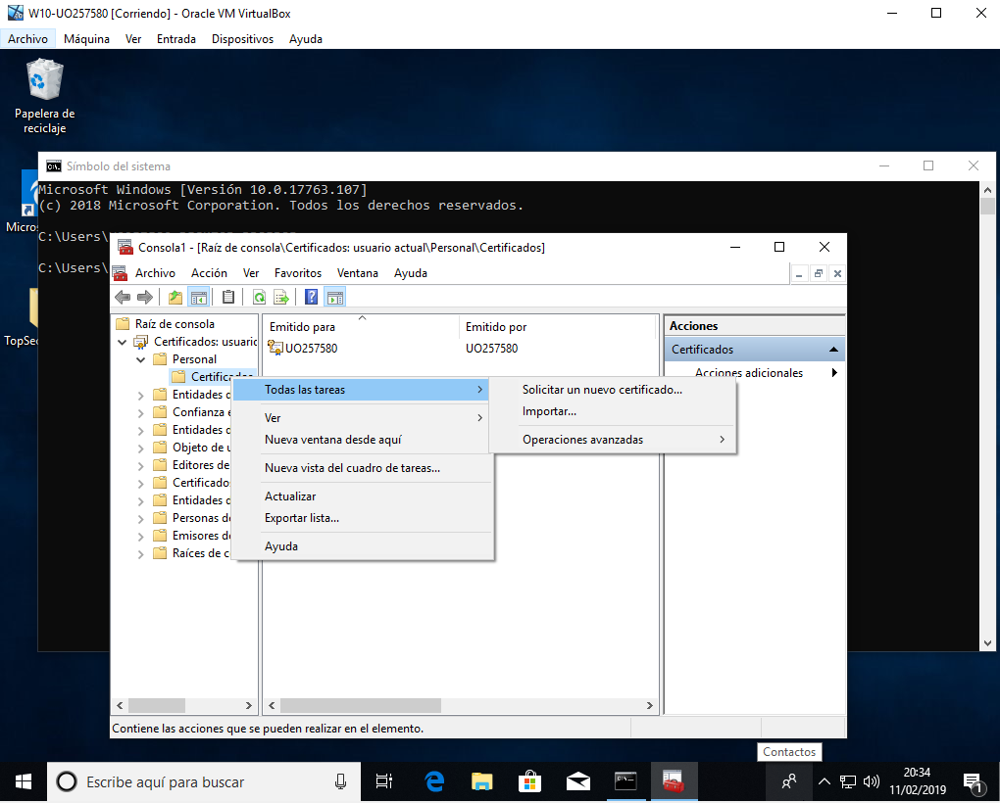 W10-UO257580 [Corriendo] - Oracle VM VirtualBox
Archivo Máquina Ver Entrada Dispositivos Ayuda
Papelera de
reciclaje
Símbolo del sistema
Microsoft Windows [Versión 10.0.17763.107]
(c) 2018 Microsoft Corporation. Todos los derechos reservados.
Micros
C:\Users\
C:\Users\
TopSec
Consola1 - [Raíz de consola\Certificados: usuario actual\Personal\Certificados]
Archivo Acción Ver Favoritos Ventana Ayuda
Raíz de consola
Certificados: usuario
Personal
Certificados
Entidades d
Confianza e
Entidades d
Objeto de u
Editores de
Certificados
Entidades d
Personas de
Emisores de
Raíces de c
Emitido para Emitido por
UO257580 UO257580
Acciones
Certificados
Acciones adicionales
Todas las tareas
Ver
Nueva ventana desde aquí
Nueva vista del cuadro de tareas...
Actualizar
Exportar lista...
Ayuda
Solicitar un nuevo certificado...
Importar...
Operaciones avanzadas
Contiene las acciones que se pueden realizar en el elemento.
Contactos
Escribe aquí para buscar
20:34
11/02/2019
1